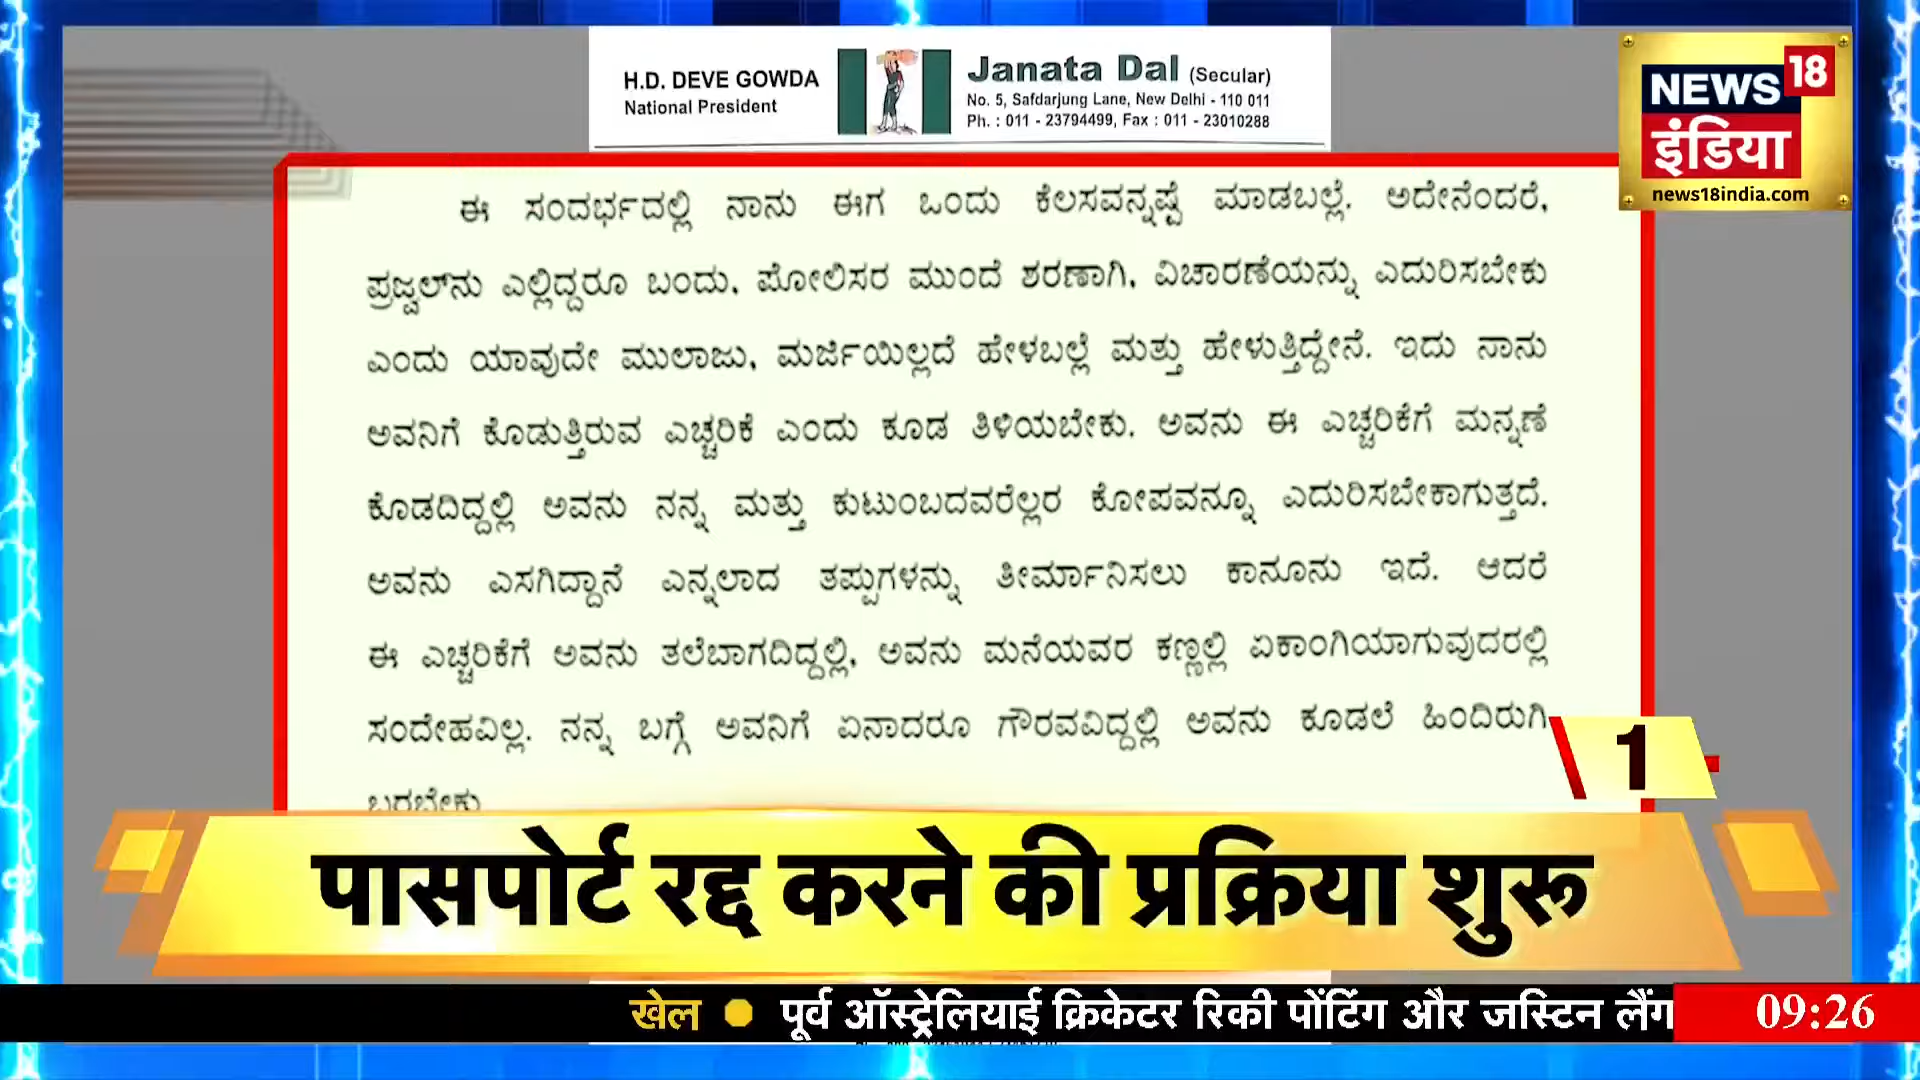 H.D. DEVE GOWDA
National President
Janata Dal (Secular)
No. 5, Safdarjung Lane, New Delhi - 110 011
Ph. : 011 - 23794499, Fax : 011 - 23010288
NEWS 18
इंडिया
news18india.com
ಈ ಸಂದರ್ಭದಲ್ಲಿ ನಾನು ಈಗ ಒಂದು ಕೆಲಸವನ್ನಷ್ಟೆ ಮಾಡಬಲ್ಲೆ. ಅದೇನೆಂದರೆ,
ಪ್ರಜ್ವಲ್‌ನು ಎಲ್ಲಿದ್ದರೂ ಬಂದು, ಪೋಲಿಸರ ಮುಂದೆ ಶರಣಾಗಿ, ವಿಚಾರಣೆಯನ್ನು ಎದುರಿಸಬೇಕು
ಎಂದು ಯಾವುದೇ ಮುಲಾಜು, ಮರ್ಜಿಯಿಲ್ಲದೆ ಹೇಳಬಲ್ಲೆ ಮತ್ತು ಹೇಳುತ್ತಿದ್ದೇನೆ. ಇದು ನಾನು
ಅವನಿಗೆ ಕೊಡುತ್ತಿರುವ ಎಚ್ಚರಿಕೆ ಎಂದು ಕೂಡ ತಿಳಿಯಬೇಕು. ಅವನು ಈ ಎಚ್ಚರಿಕೆಗೆ ಮನ್ನಣೆ
ಕೊಡದಿದ್ದಲ್ಲಿ ಅವನು ನನ್ನ ಮತ್ತು ಕುಟುಂಬದವರೆಲ್ಲರ ಕೋಪವನ್ನೂ ಎದುರಿಸಬೇಕಾಗುತ್ತದೆ.
ಅವನು ಎಸಗಿದ್ದಾನೆ ಎನ್ನಲಾದ ತಪ್ಪುಗಳನ್ನು ತೀರ್ಮಾನಿಸಲು ಕಾನೂನು ಇದೆ. ಆದರೆ
ಈ ಎಚ್ಚರಿಕೆಗೆ ಅವನು ತಲೆಬಾಗದಿದ್ದಲ್ಲಿ, ಅವನು ಮನೆಯವರ ಕಣ್ಣಲ್ಲಿ ಏಕಾಂಗಿಯಾಗುವುದರಲ್ಲಿ
ಸಂದೇಹವಿಲ್ಲ. ನನ್ನ ಬಗ್ಗೆ ಅವನಿಗೆ ಏನಾದರೂ ಗೌರವವಿದ್ದಲ್ಲಿ ಅವನು ಕೂಡಲೆ ಹಿಂದಿರುಗಿ
ಬರಬೇಕು
1
पासपोर्ट रद्द करने की प्रक्रिया शुरू
खेल पूर्व ऑस्ट्रेलियाई क्रिकेटर रिकी पोंटिंग और जस्टिन लैंग
09:26